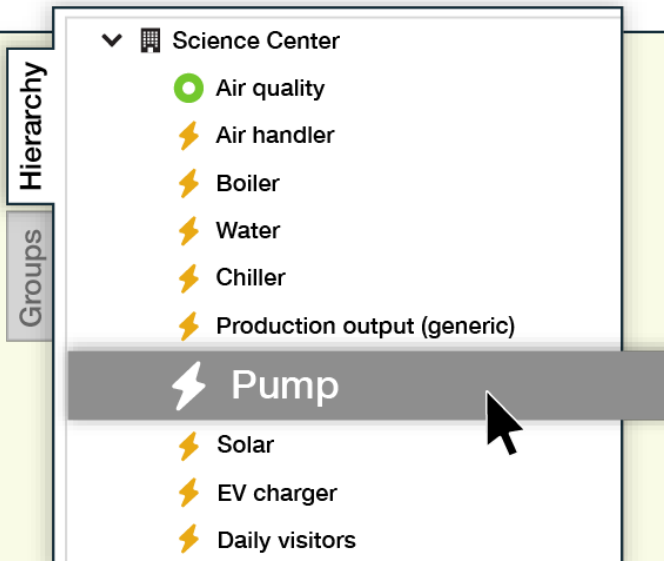 Hierarchy
Groups
Science Center
Air quality
Air handler
Boiler
Water
Chiller
Production output (generic)
Pump
Solar
EV charger
Daily visitors